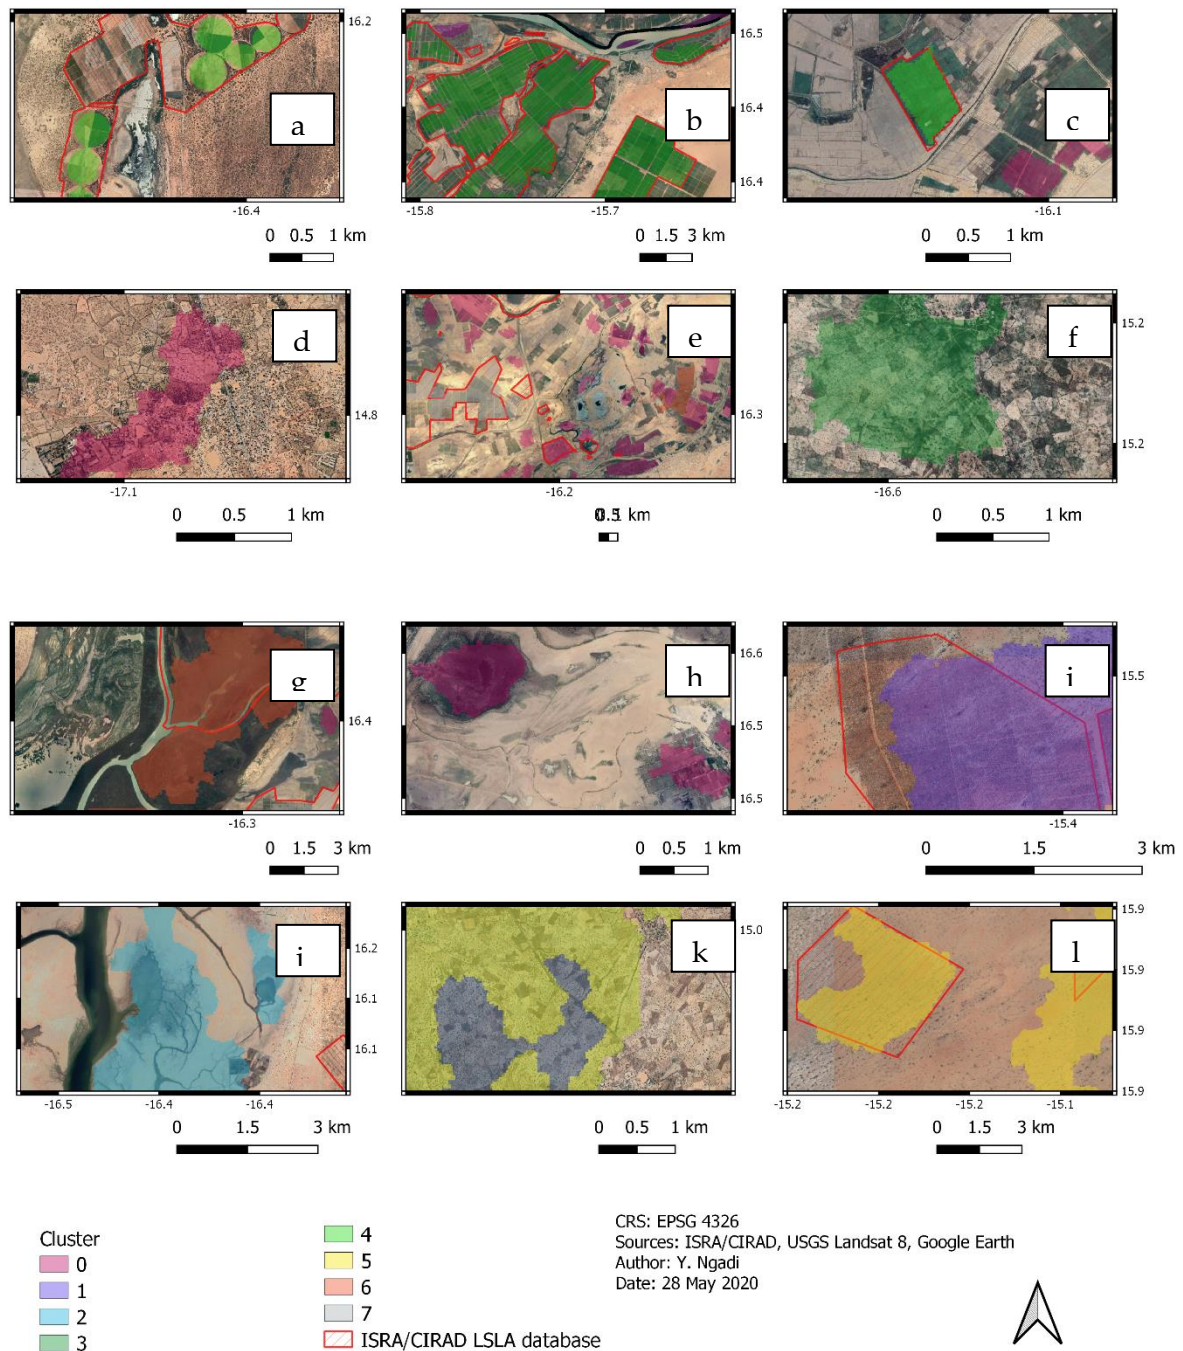 a
16.2
-16.4
0 0.5 1 km
b
16.5
16.4
16.4
-15.8
-15.7
0 1.5 3 km
c
-16.1
0 0.5 1 km
d
14.8
-17.1
0 0.5 1 km
e
16.3
-16.2
1 km
f
15.2
15.2
-16.6
0 0.5 1 km
g
16.4
-16.3
0 1.5 3 km
h
16.6
16.5
16.5
0 0.5 1 km
i
15.5
-15.4
0 1.5 3 km
16.2
16.1
16.1
-16.5
-16.4
-16.4
0 1.5 3 km
k
15.0
0 0.5 1 km
l
15.9
15.9
15.9
15.9
-15.2
-15.2
-15.2
-15.1
0 1.5 3 km
Cluster
0
1
2
3
4
5
6
7
ISRA/CIRAD LSLA database
CRS: EPSG 4326
Sources: ISRA/CIRAD, USGS Landsat 8, Google Earth
Author: Y. Ngadi
Date: 28 May 2020